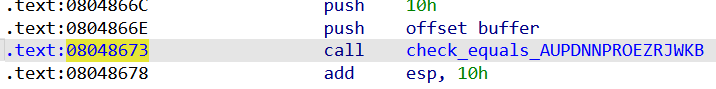 .text:0804866C push 10h
.text:0804866E push offset buffer
.text:08048673 call check_equals_AUPDNNPROEZRJWKB
.text:08048678 add esp, 10h